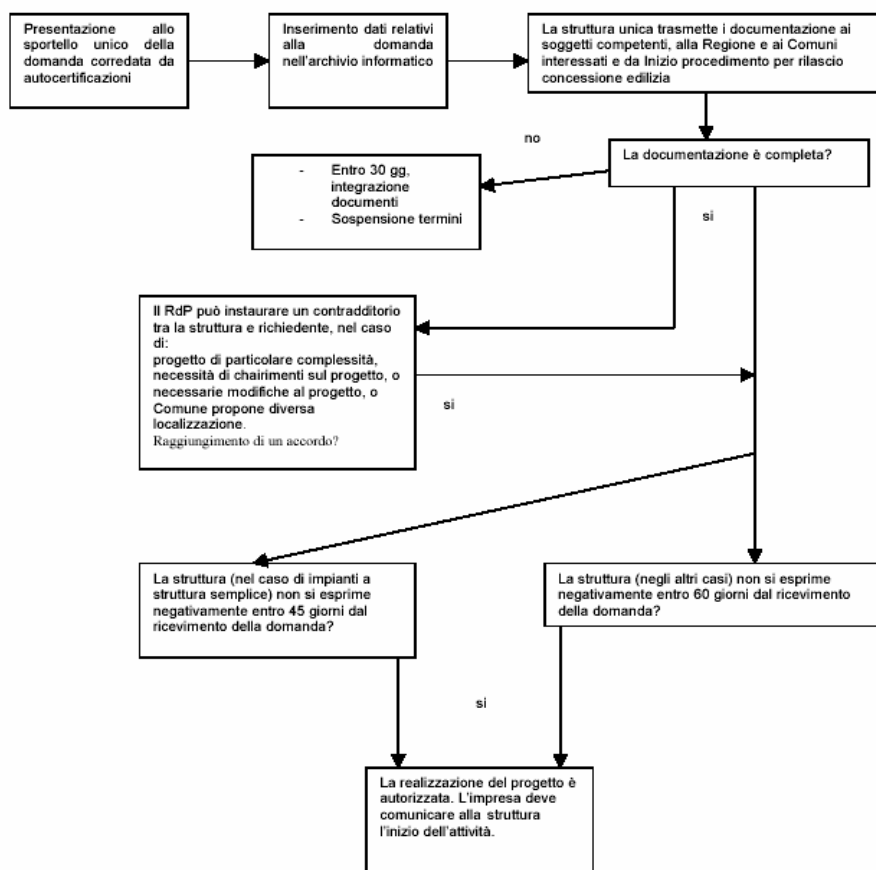 Presentazione allo
sportello unico della
domanda corredata da
autocertificazioni
Inserimento dati relativi
alla domanda
nell'archivio informatico
La struttura unica trasmette i documentazione ai
soggetti competenti, alla Regione e ai Comuni
interessati e da Inizio procedimento per rilascio
concessione edilizia
no
La documentazione è completa?
- Entro 30 gg,
integrazione
documenti
- Sospensione termini
si
Il RdP può instaurare un contradditorio
tra la struttura e richiedente, nel caso
di:
progetto di particolare complessità,
necessità di chairimenti sul progetto, o
necessarie modifiche al progetto, o
Comune propone diversa
localizzazione.
Raggiungimento di un accordo?
si
La struttura (nel caso di impianti a
struttura semplice) non si esprime
negativamente entro 45 giorni dal
ricevimento della domanda?
La struttura (negli altri casi) non si esprime
negativamente entro 60 giorni dal ricevimento
della domanda?
si
La realizzazione del progetto è
autorizzata. L'impresa deve
comunicare alla struttura
l'inizio dell'attività.